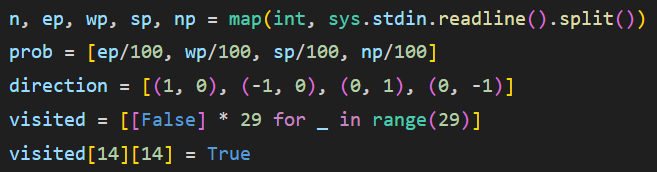 n, ep, wp, sp, np = map(int, sys.stdin.readline().split())
prob = [ep/100, wp/100, sp/100, np/100]
direction = [(1, 0), (-1, 0), (0, 1), (0, -1)]
visited = [[False] * 29 for _ in range(29)]
visited[14][14] = True